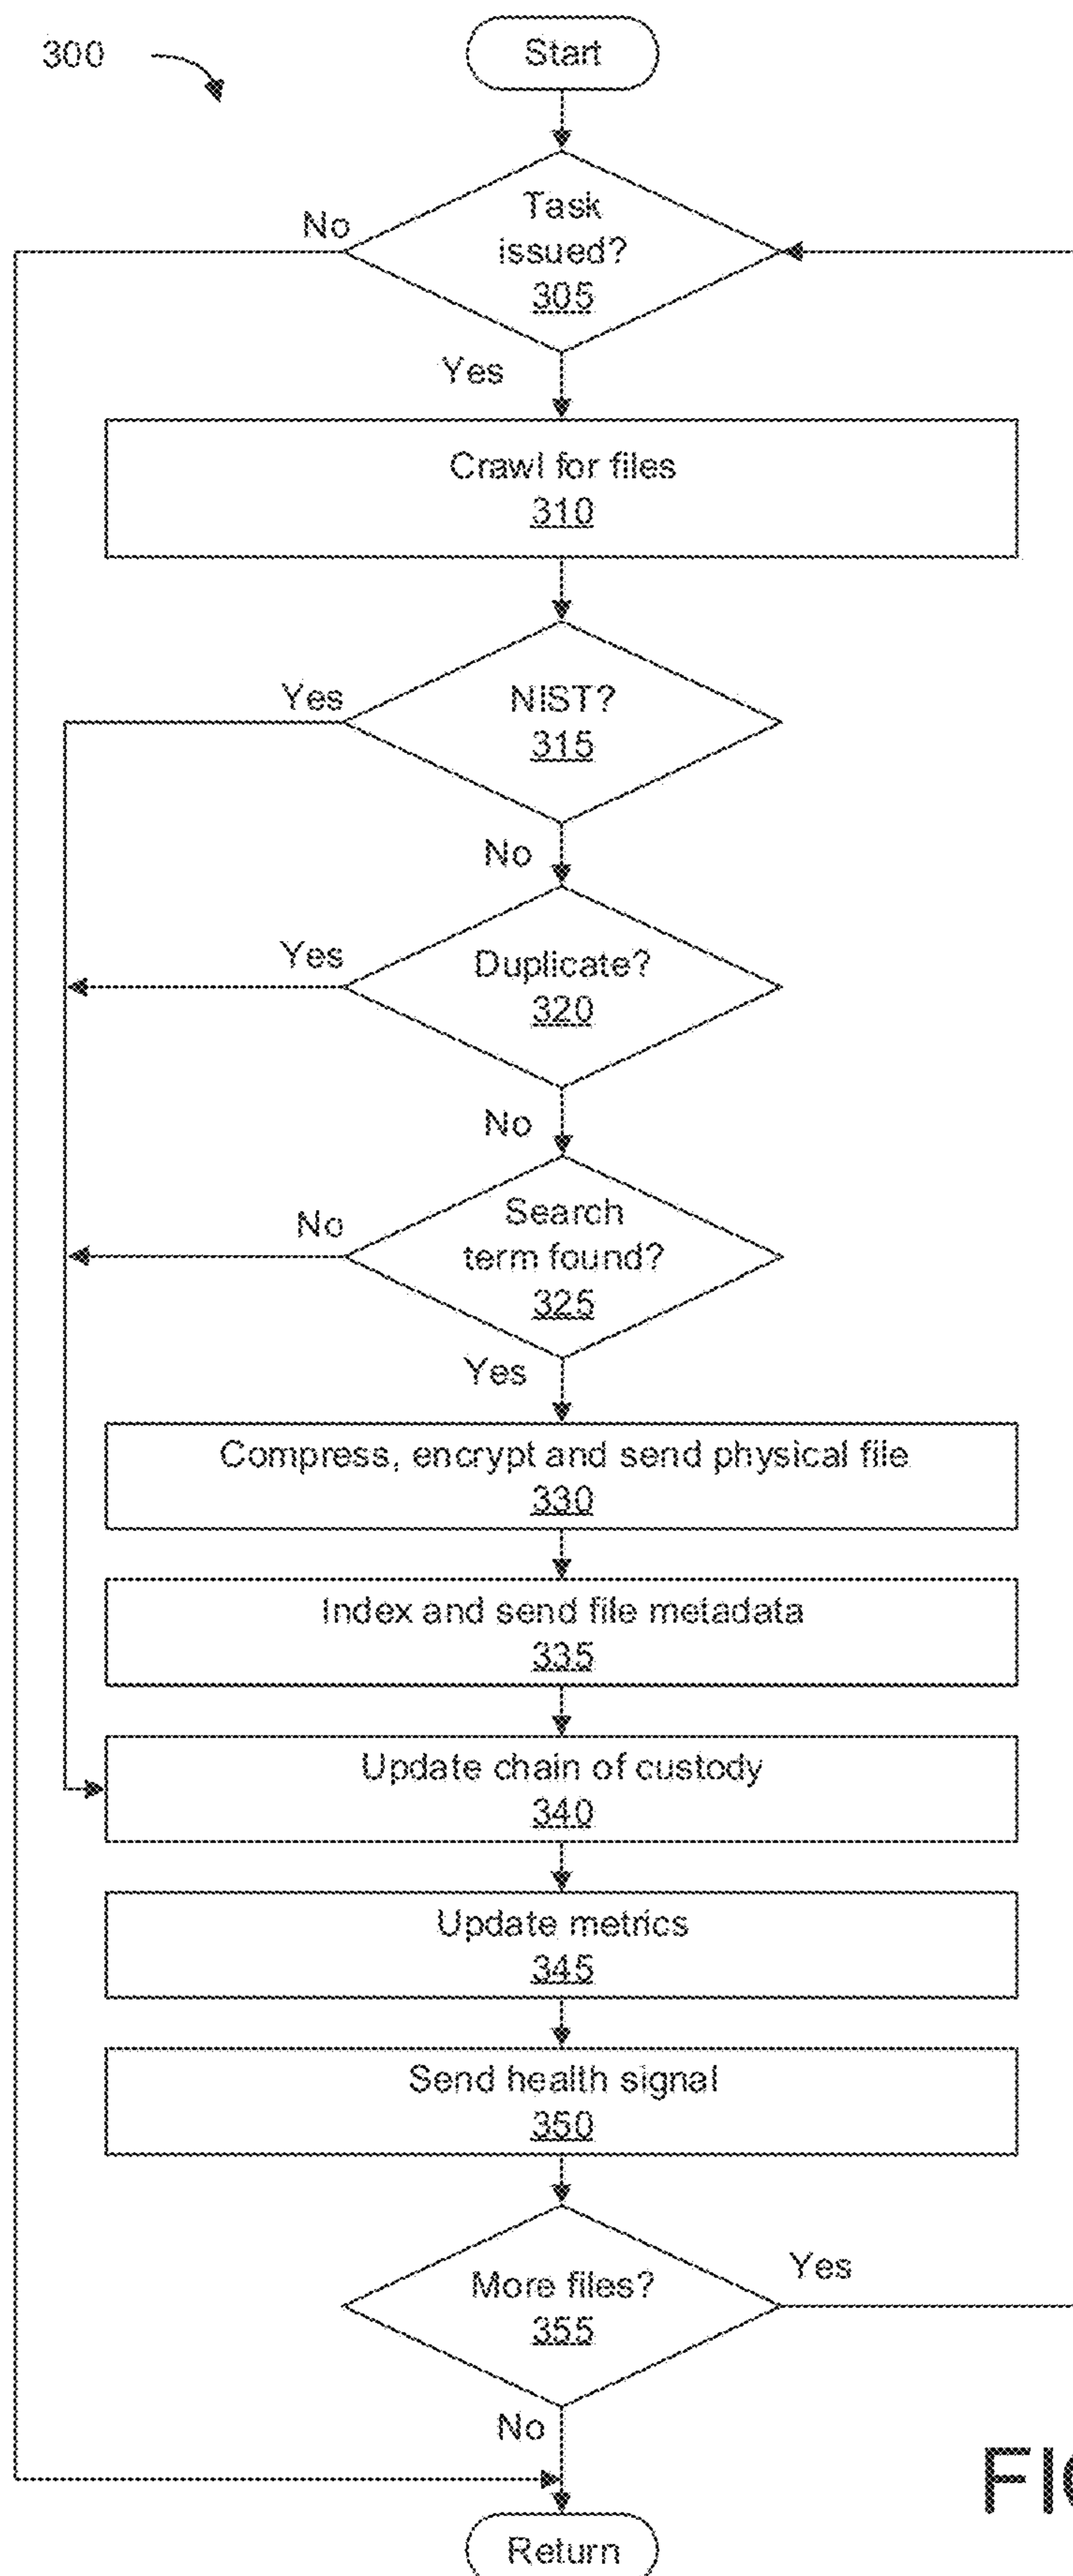 300
Start
Task
issued?
305
No
Yes
Crawl for files
310
NIST?
315
Yes
No
Duplicate?
320
Yes
No
Search
term found?
325
No
Yes
Compress, encrypt and send physical file
330
Index and send file metadata
335
Update chain of custody
340
Update metrics
345
Send health signal
350
More files?
355
Yes
No
Return